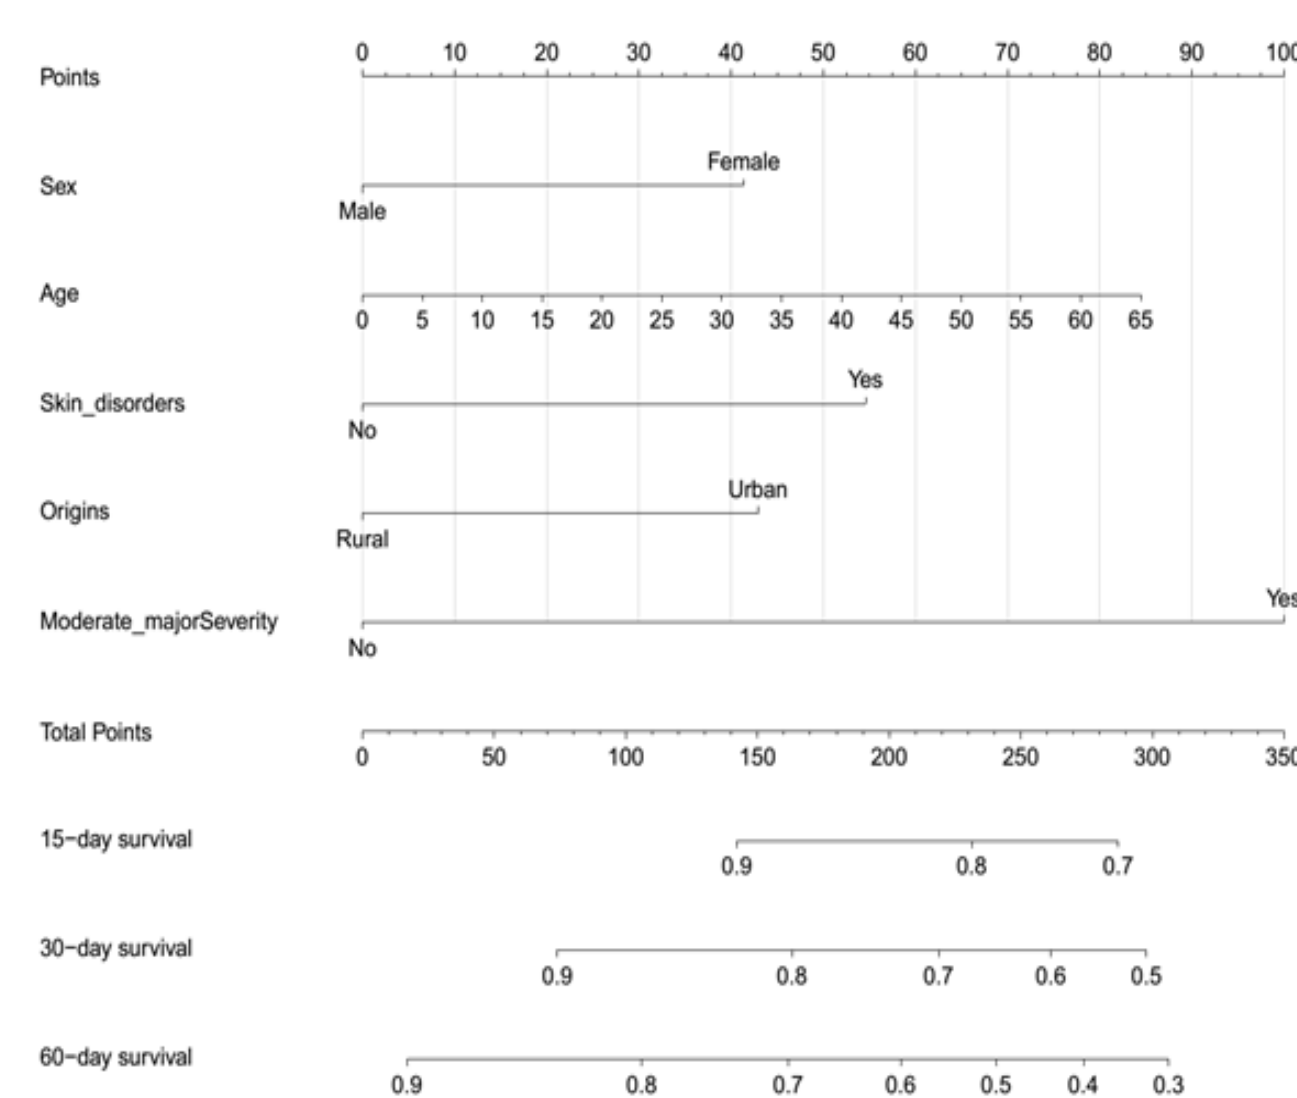 Points
0 10 20 30 40 50 60 70 80 90 100
Sex
Female
Male
Age
0 5 10 15 20 25 30 35 40 45 50 55 60 65
Skin_disorders
Yes
No
Origins
Urban
Rural
Moderate_majorSeverity
Yes
No
Total Points
0 50 100 150 200 250 300 350
15−day survival
0.9 0.8 0.7
30−day survival
0.9 0.8 0.7 0.6 0.5
60−day survival
0.9 0.8 0.7 0.6 0.5 0.4 0.3